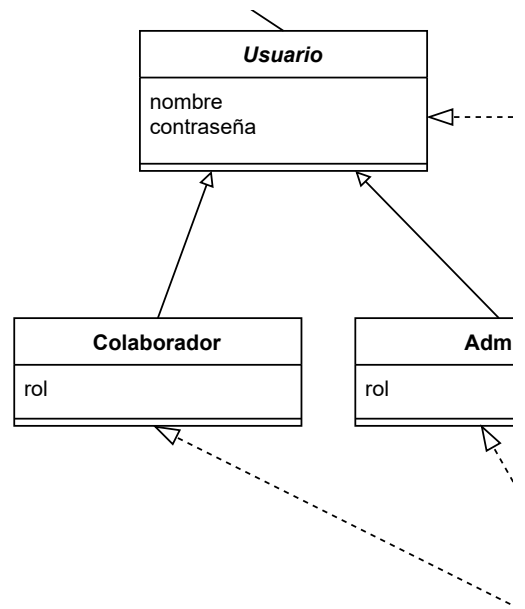 Usuario
nombre
contraseña
Colaborador
Adm
rol
rol